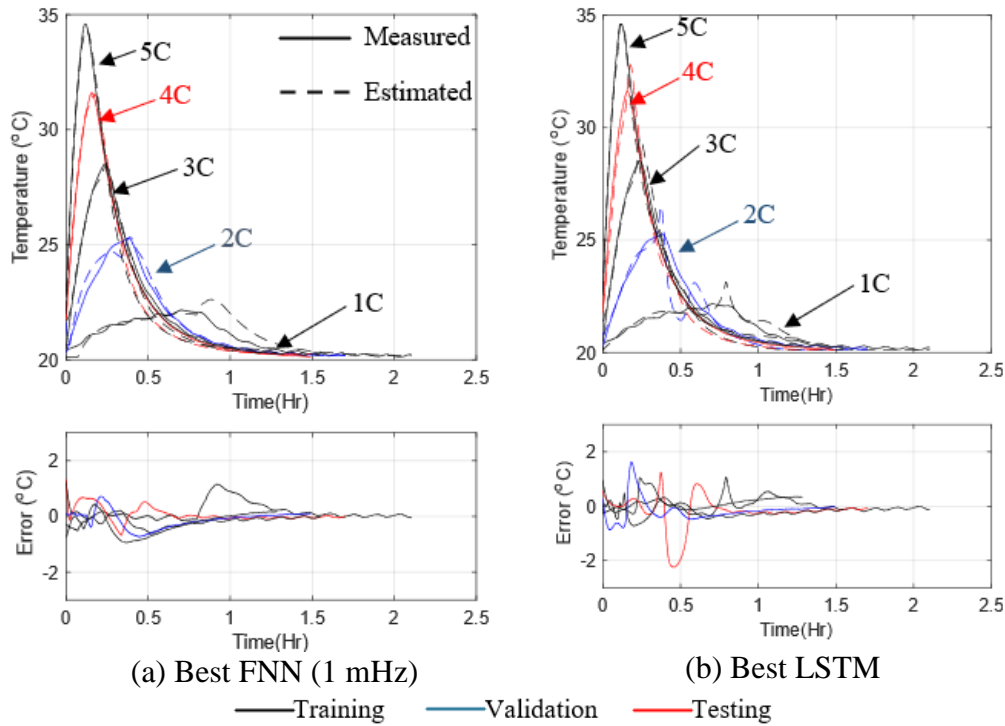 35
30
25
20
Temperature (°C)
5C
4C
3C
2C
1C
Measured
Estimated
0 0.5 1 1.5 2 2.5
Time(Hr)
2
0
-2
Error (°C)
0 0.5 1 1.5 2 2.5
Time(Hr)
(a) Best FNN (1 mHz)
35
30
25
20
Temperature (°C)
5C
4C
3C
2C
1C
0 0.5 1 1.5 2 2.5
Time(Hr)
2
0
-2
Error (°C)
0 0.5 1 1.5 2 2.5
Time(Hr)
(b) Best LSTM
Training Validation Testing